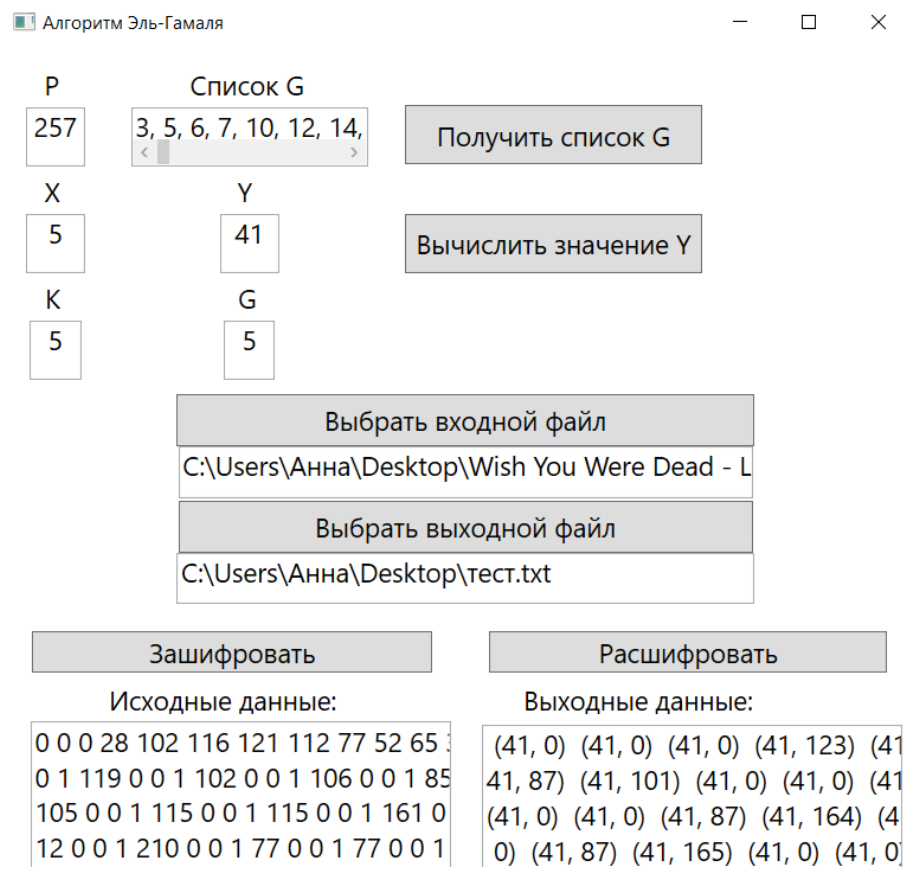 Алгоритм Эль-Гамаля
P Список G
257 3, 5, 6, 7, 10, 12, 14, Получить список G
X Y
5 41 Вычислить значение Y
K G
5 5
Выбрать входной файл
C:\Users\Анна\Desktop\Wish You Were Dead - L
Выбрать выходной файл
C:\Users\Анна\Desktop\тест.txt
Зашифровать Расшифровать
Исходные данные: Выходные данные:
0 0 0 28 102 116 121 112 77 52 65 (41, 0) (41, 0) (41, 0) (41, 123) (41
0 1 119 0 0 1 102 0 0 1 106 0 0 1 85 41, 87) (41, 101) (41, 0) (41, 0) (41
105 0 0 1 115 0 0 1 115 0 0 1 161 0 (41, 0) (41, 0) (41, 87) (41, 164) (4
12 0 0 1 210 0 0 1 77 0 0 1 77 0 0 1 0) (41, 87) (41, 165) (41, 0) (41, 0)